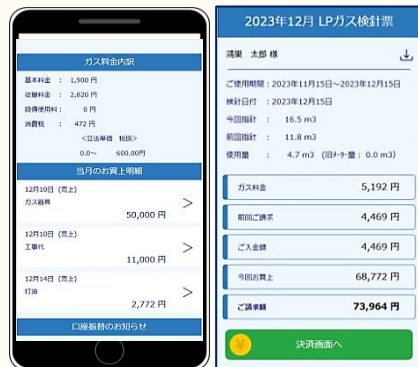 ガス料金内訳
基本料金 : 1,900 円
従量料金 : 2,820 円
設備使用料: 0 円
消費税 : 472 円
<立法単価 税抜>
0.0~ 600.00円
当月のお買上明細
12月10日 (売上)
ガス器具
50,000 円
12月10日 (売上)
工事代
11,000 円
12月14日 (売上)
灯油
2,772 円
口座振替のお知らせ
2023年12月 LPガス検針票
鴻巣 太郎 様
ご使用期間:2023年11月15日~2023年12月15日
検針日付 :2023年12月15日
今回指針 : 16.5 m3
前回指針 : 11.8 m3
使用量 : 4.7 m3 (旧メーター量: 0.0 m3)
ガス料金 5,192 円
前回ご請求 4,469 円
ご入金額 4,469 円
今回お買上 68,772 円
ご請求額 73,964 円
決済画面へ